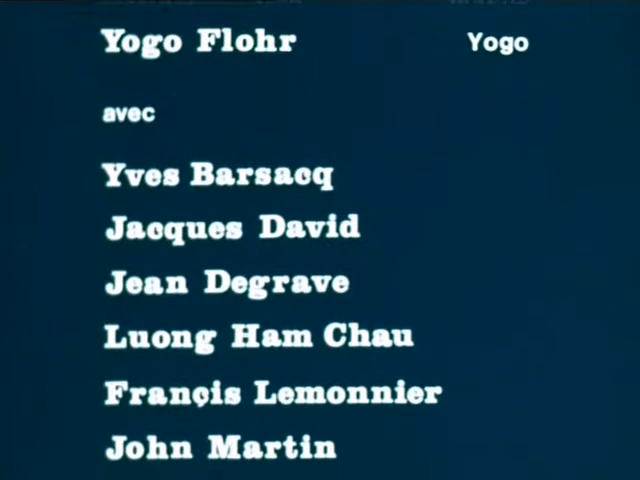 Yogo Flohr Yogo
avec
Yves Barsacq
Jacques David
Jean Degrave
Luong Ham Chau
Françis Lemonnier
John Martin